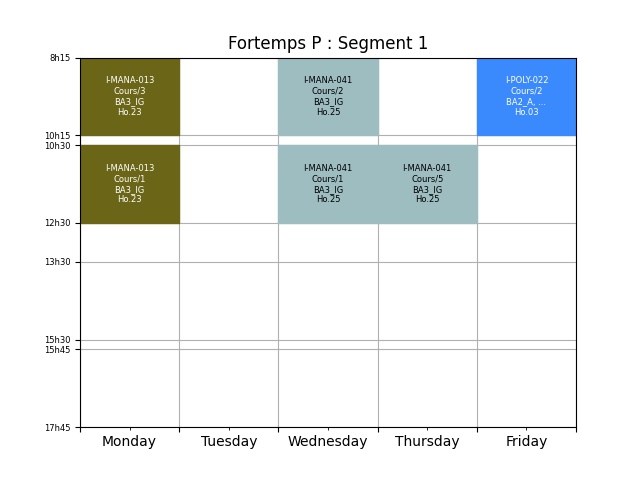 Fortemps P : Segment 1
8h15
I-MANA-013
Cours/3
BA3_IG
Ho.23
I-MANA-041
Cours/2
BA3_IG
Ho.25
I-POLY-022
Cours/2
BA2_A, ...
Ho.03
10h15
10h30
I-MANA-013
Cours/1
BA3_IG
Ho.23
I-MANA-041
Cours/1
BA3_IG
Ho.25
I-MANA-041
Cours/5
BA3_IG
Ho.25
12h30
13h30
15h30
15h45
17h45
Monday Tuesday Wednesday Thursday Friday